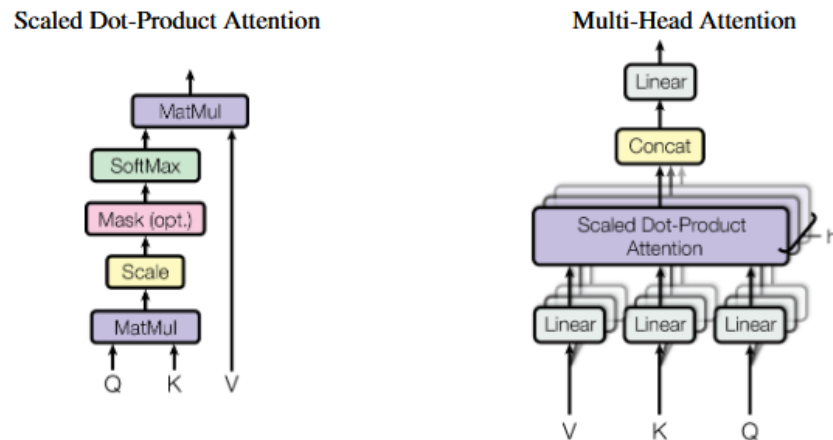 Scaled Dot-Product Attention
MatMul
SoftMax
Mask (opt.)
Scale
MatMul
Q K V
Multi-Head Attention
Linear
Concat
Scaled Dot-Product
Attention
h
Linear Linear Linear
V K Q